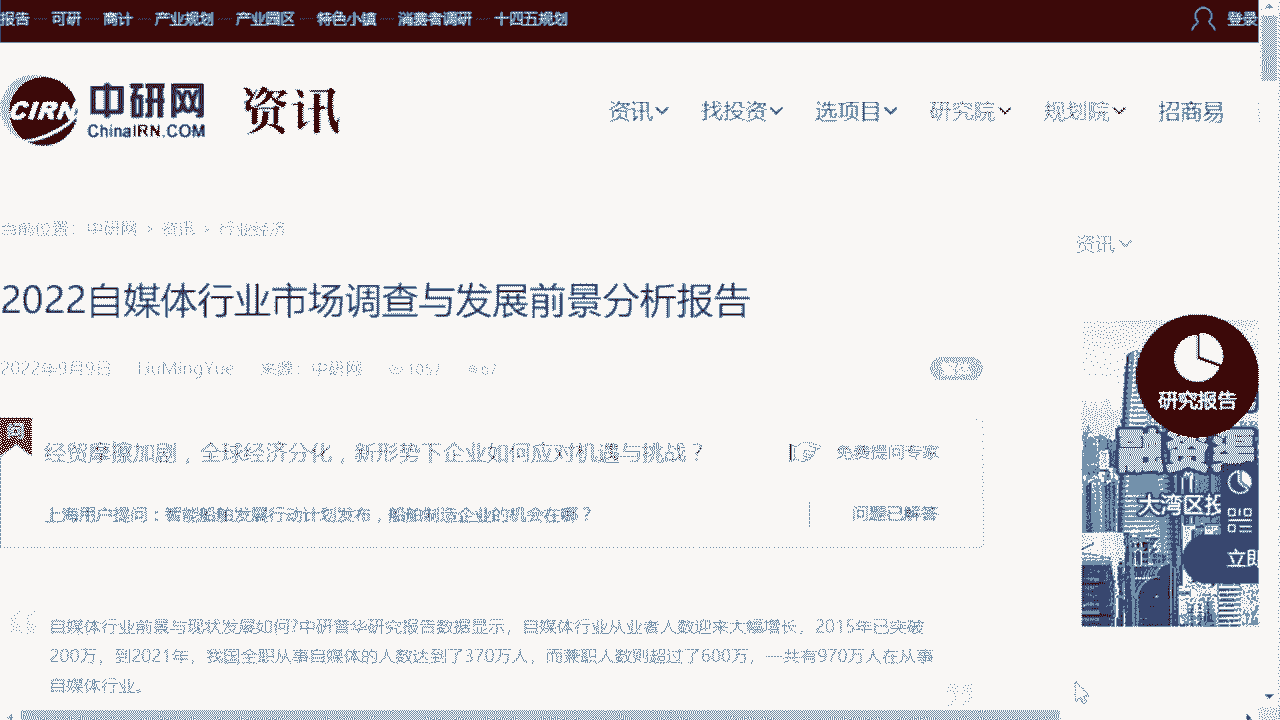 报告 可研 商计 产业规划 产业园区 特色小镇 消费者调研 十四五规划 登录
CIRN 中研网 ChinaIRN.COM 资讯
资讯 找投资 选项目 研究院 规划院 招商易
当前位置：中研网 › 资讯 › 行业经济
资讯
2022自媒体行业市场调查与发展前景分析报告
2022年9月9日 LiuMingYue 来源：中研网 1057 67
研究报告
经贸摩擦加剧，全球经济分化，新形势下企业如何应对机遇与挑战？ 免费提问专家
上海用户提问：智能船舶发展行动计划发布，船舶制造企业的机会在哪？ 问题已解答
大湾区投
立即
自媒体行业前景与现状发展如何?中研普华研究报告数据显示，自媒体行业从业者人数迎来大幅增长，2015年已突破
200万，到2021年，我国全职从事自媒体的人数达到了370万人，而兼职人数则超过了600万，一共有970万人在从事
自媒体行业。